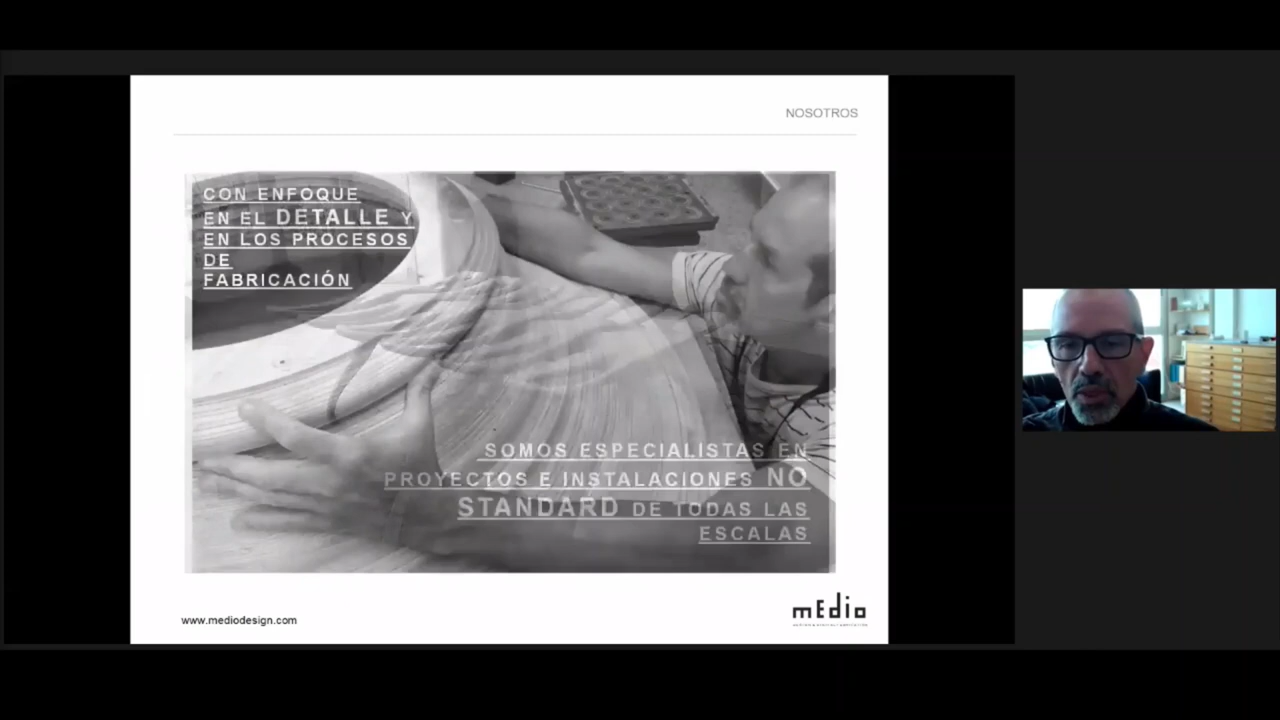 NOSOTROS
CON ENFOQUE
EN EL DETALLE Y
EN LOS PROCESOS
DE
FABRICACIÓN
SOMOS ESPECIALISTAS EN
PROYECTOS E INSTALACIONES NO
STANDARD DE TODAS LAS
ESCALAS
www.mediodesign.com
mEdio